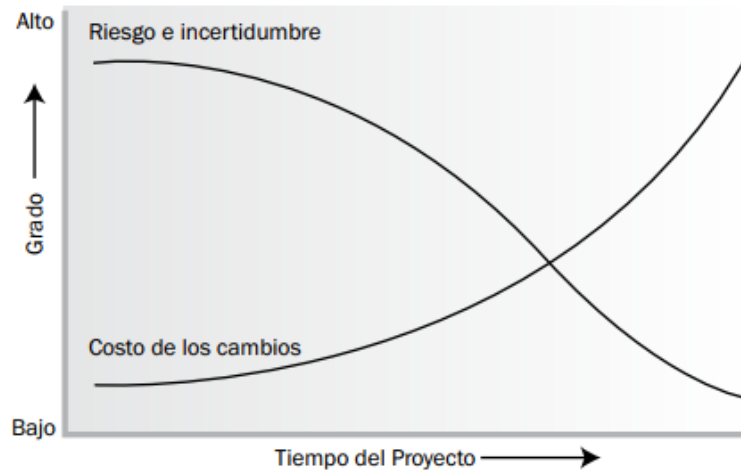 Alto
Riesgo e incertidumbre
Grado
Costo de los cambios
Bajo
Tiempo del Proyecto